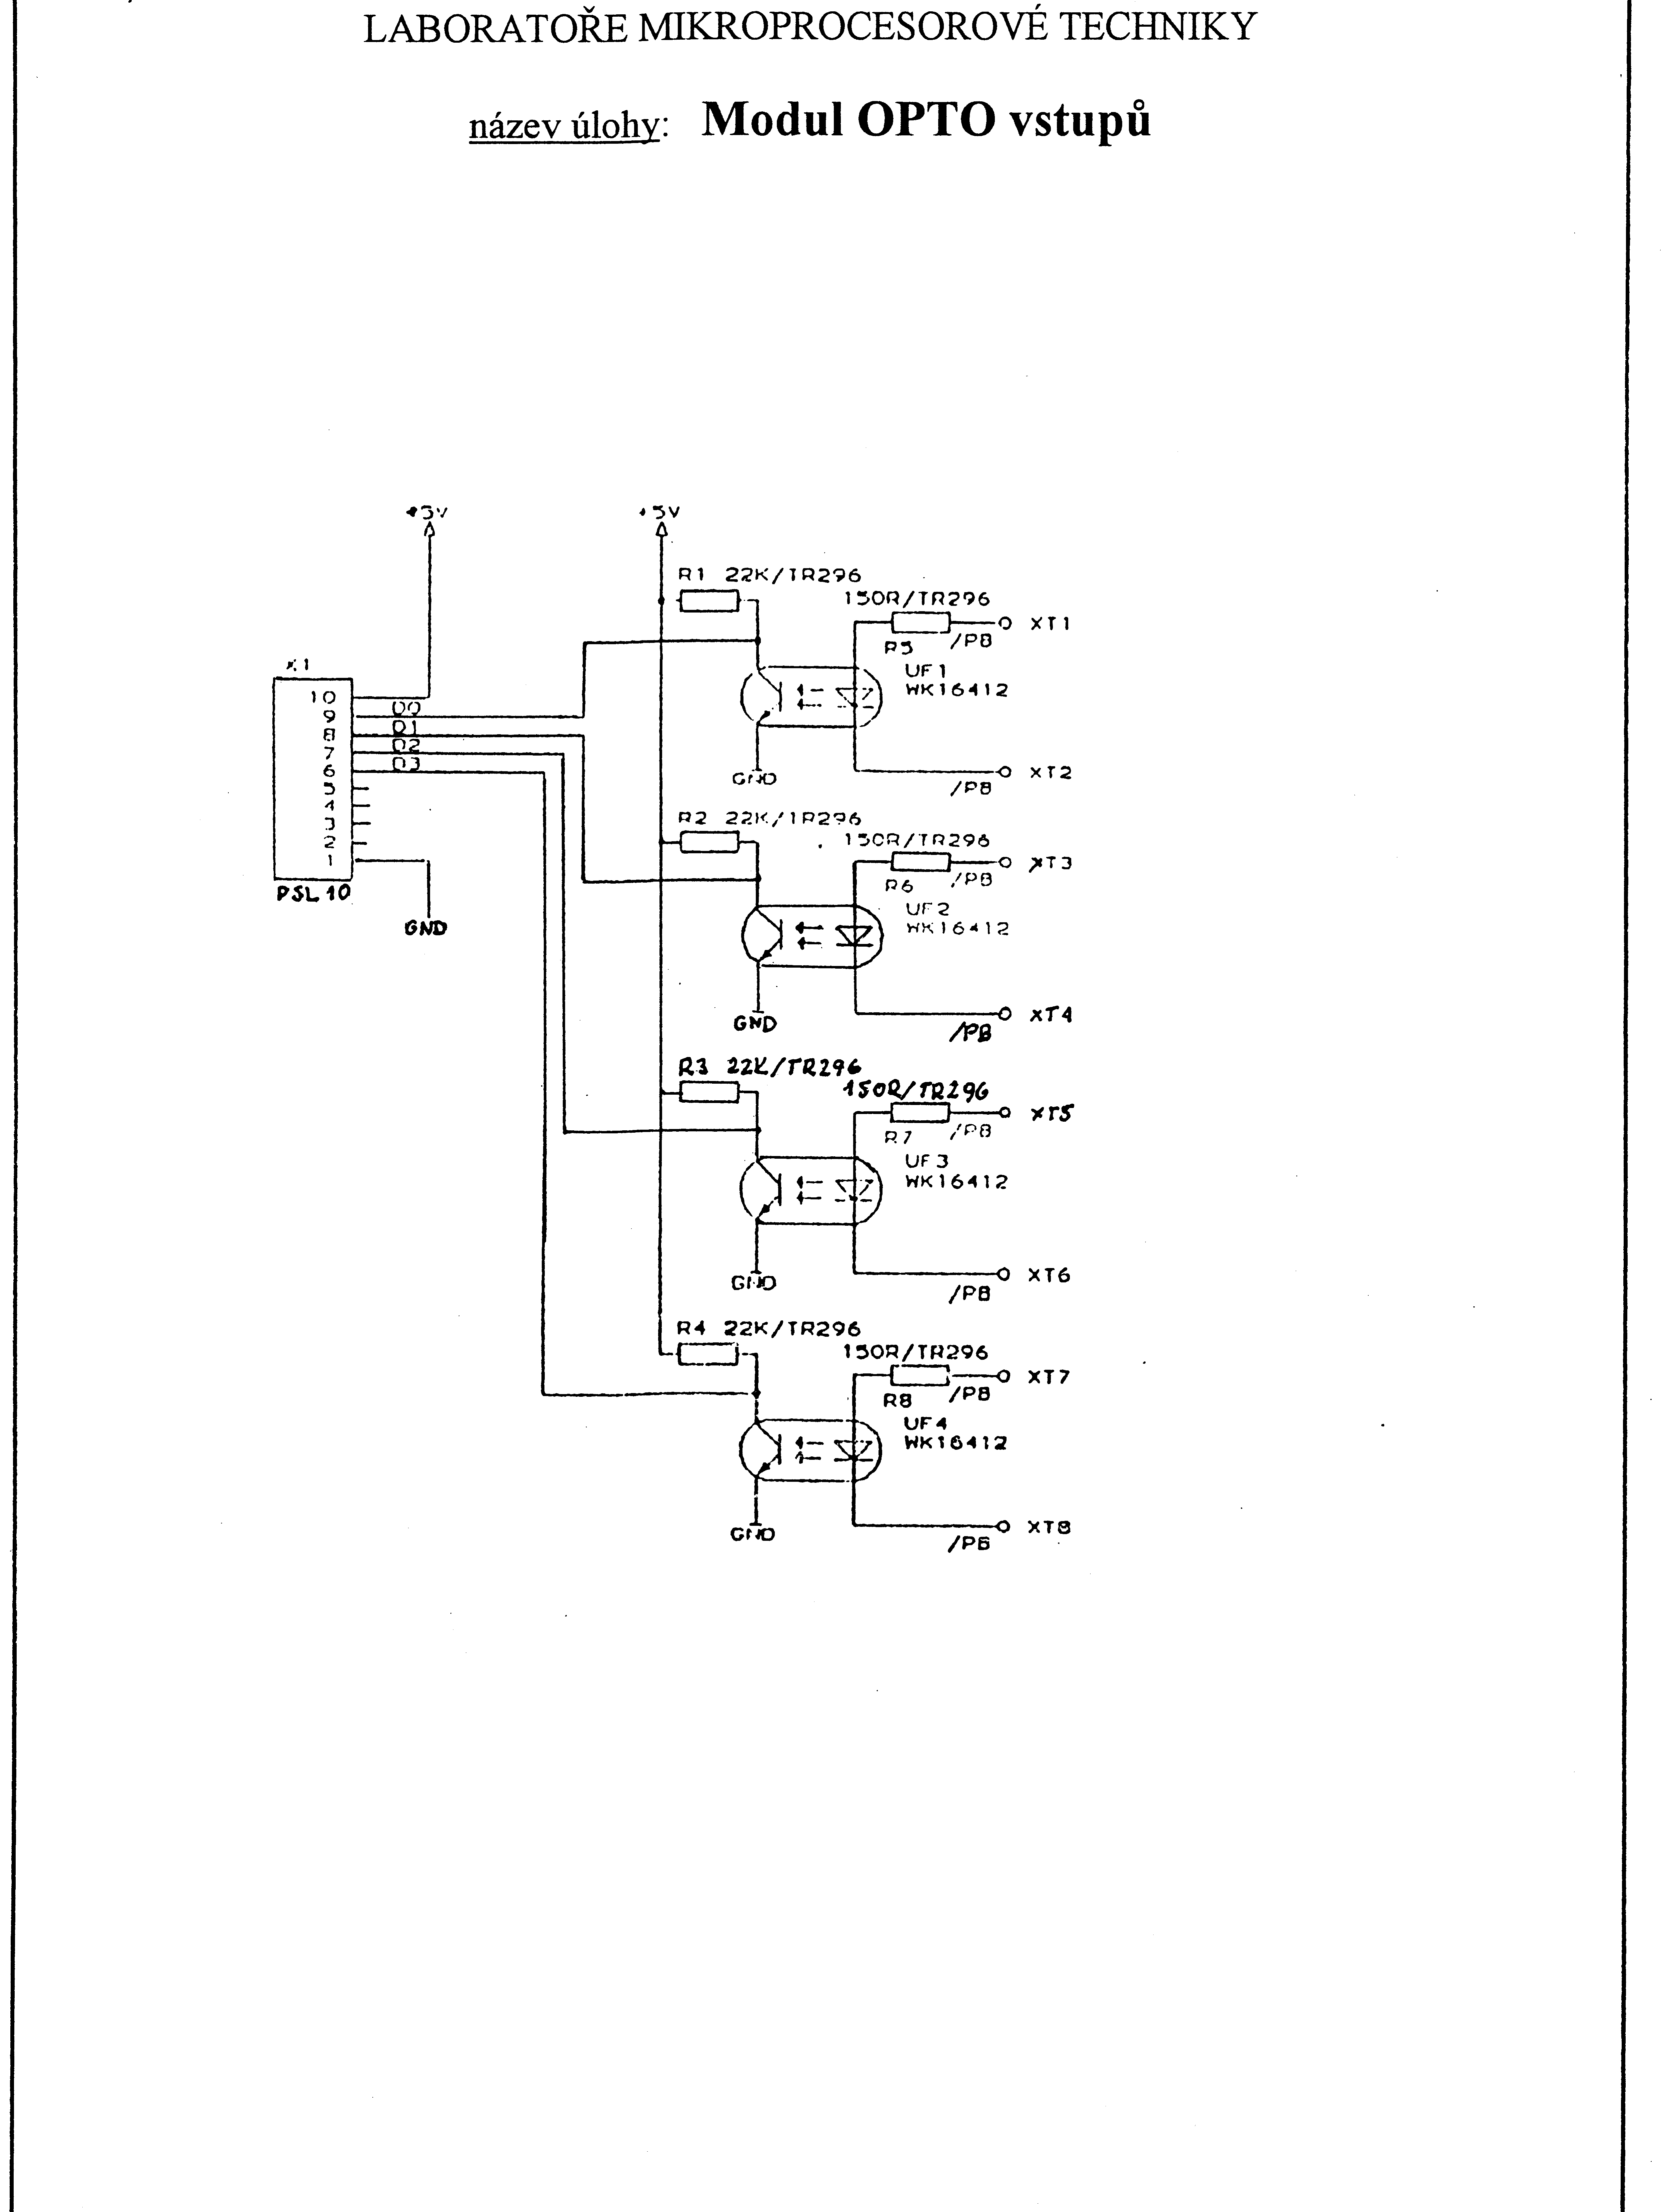 LABORATOŘE MIKROPROCESOROVÉ TECHNIKY
název úlohy: Modul OPTO vstupů
+5V
+5V
R1 22K/TR296
150R/TR296
XT1
R5 /PB
UF1
WK16412
X1
10
9 D0
8 D1
7 D2
6 D3
5
4
3
2
1
PSL10
GND
GND
XT2
/PB
R2 22K/TR296
150R/TR296
XT3
R6 /PB
UF2
WK16412
GND
XT4
/PB
R3 22K/TR296
150R/TR296
XT5
R7 /PB
UF3
WK16412
GND
XT6
/PB
R4 22K/TR296
150R/TR296
XT7
R8 /PB
UF4
WK16412
GND
XT8
/PB